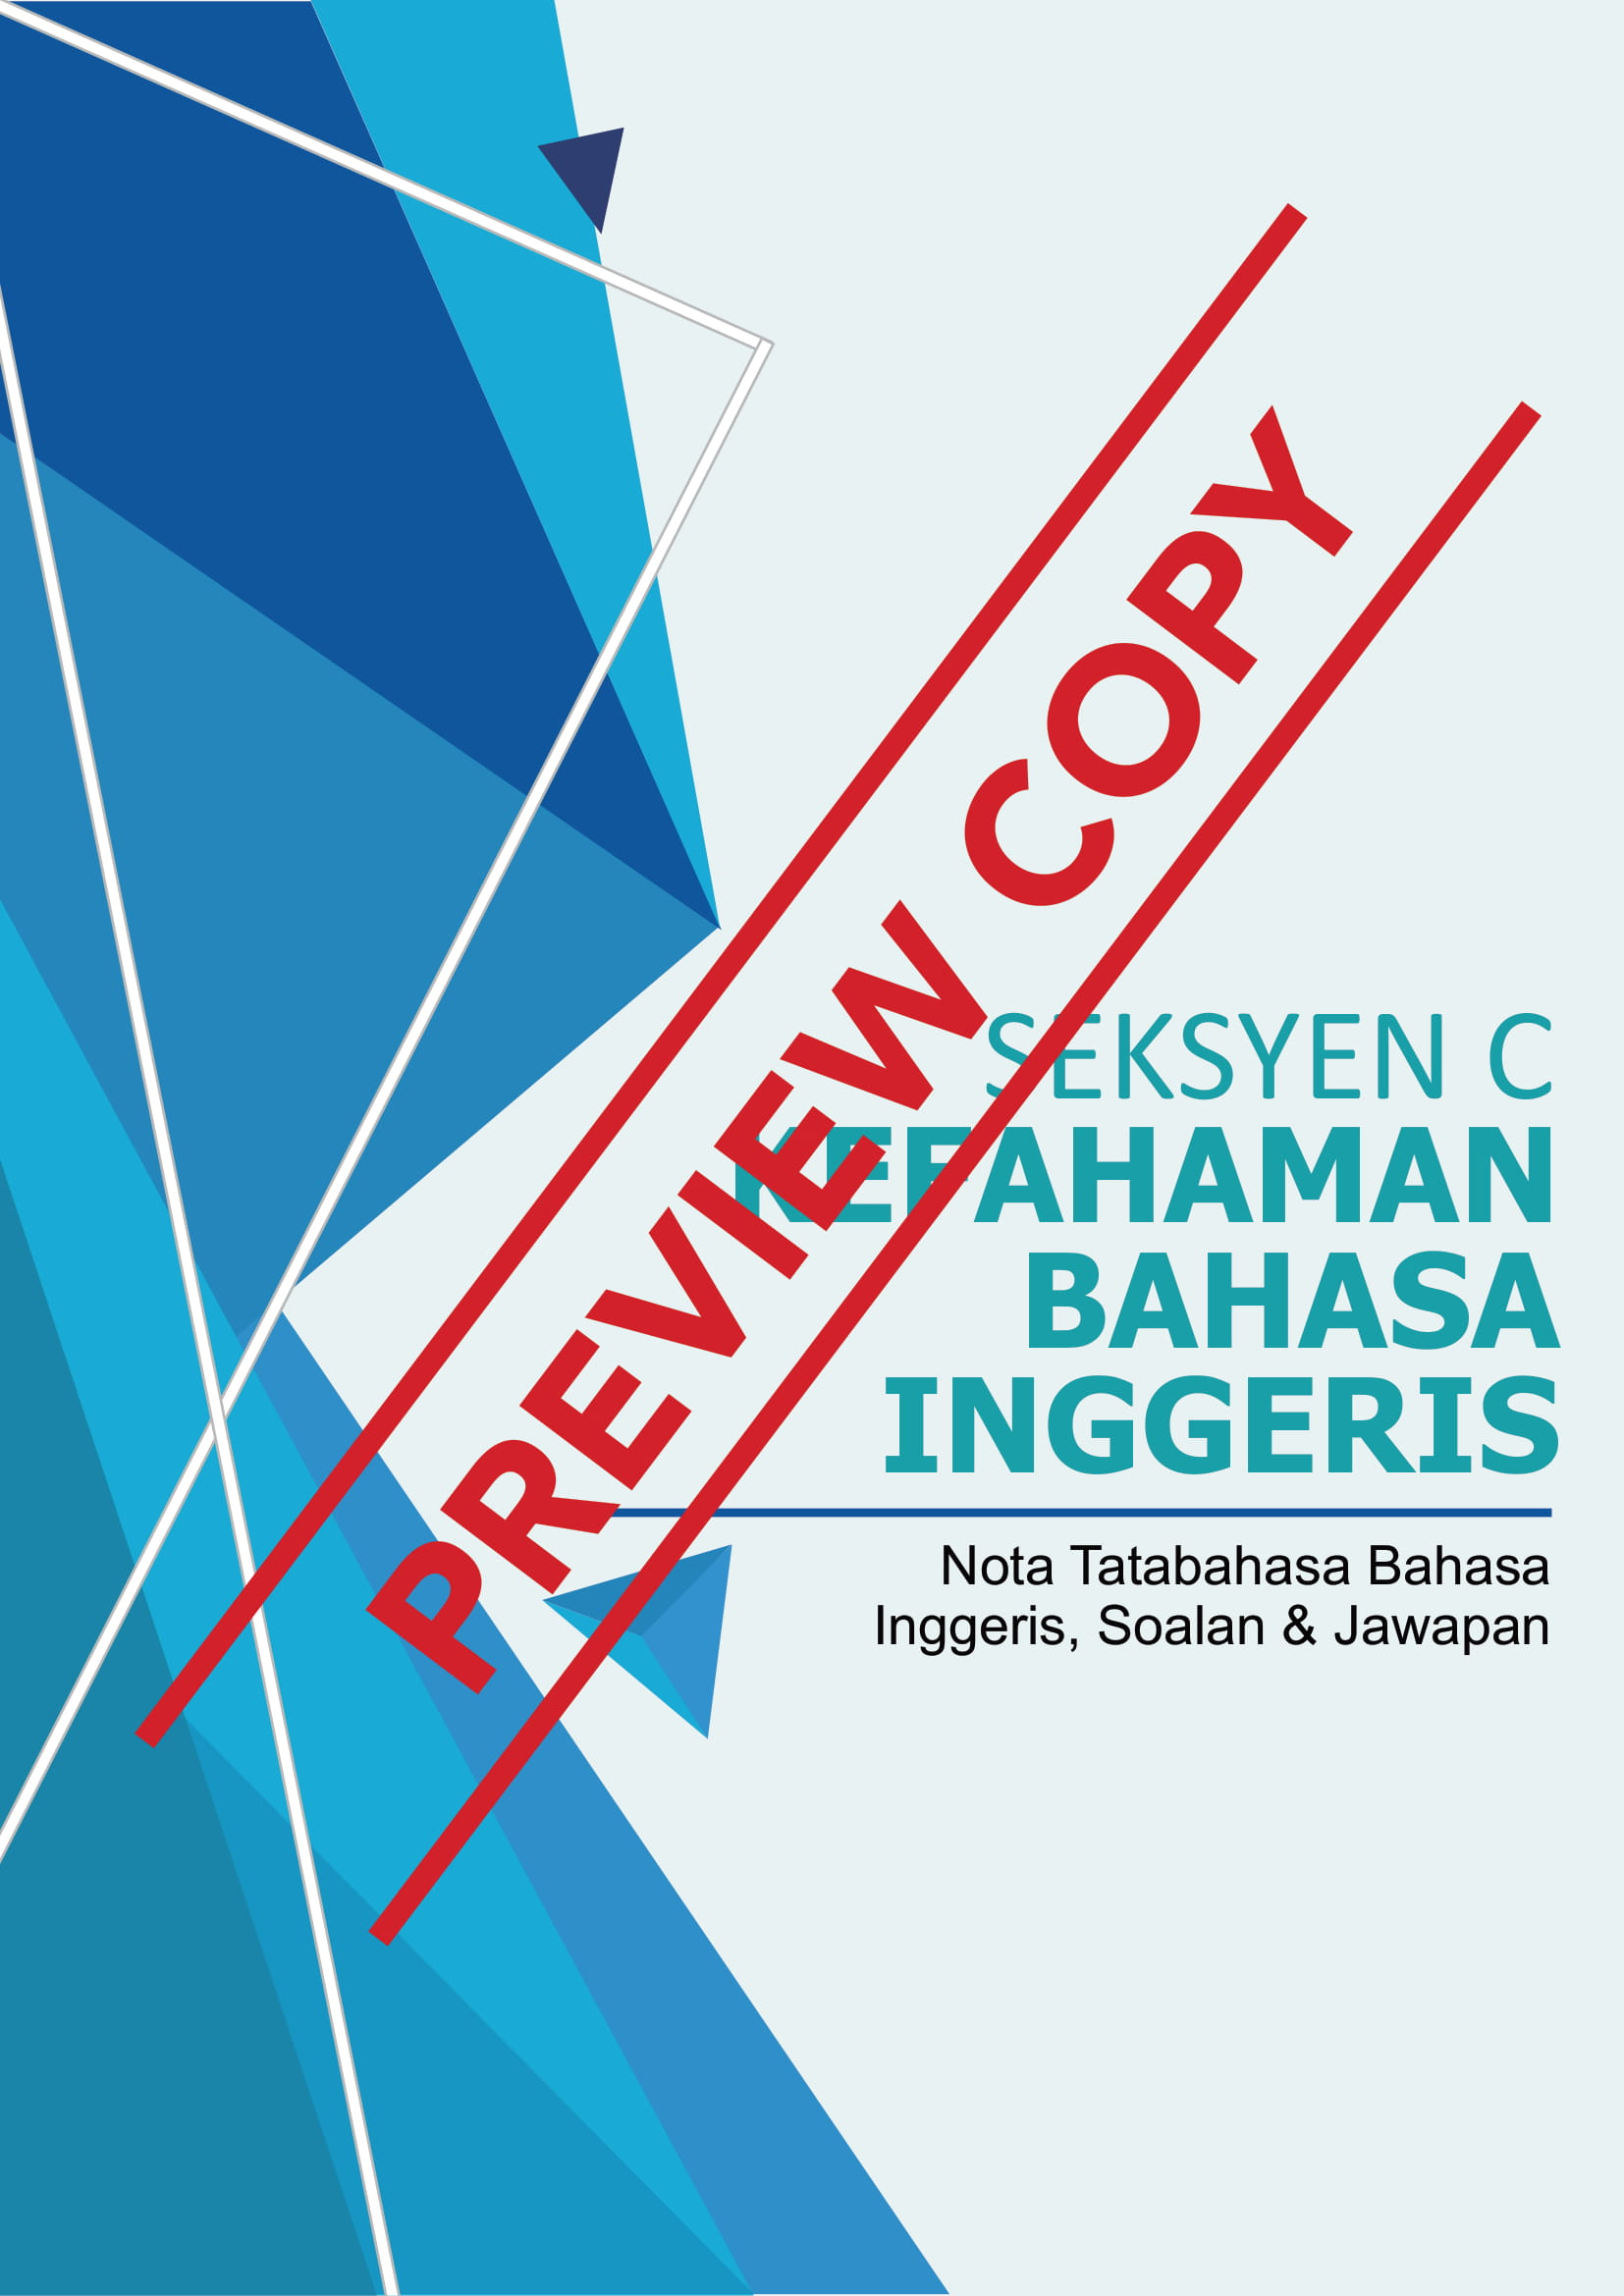 PREVIEW COPY
SEKSYEN C
KEFAHAMAN
BAHASA
INGGERIS
Nota Tatabahasa Bahasa
Inggeris, Soalan & Jawapan